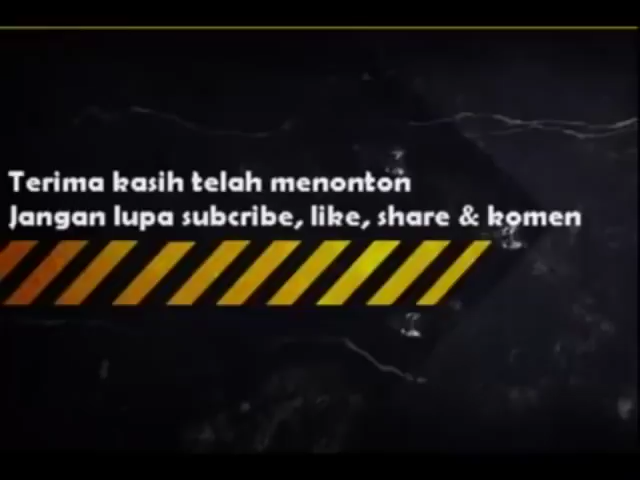 Terima kasih telah menonton
Jangan lupa subcribe, like, share & komen